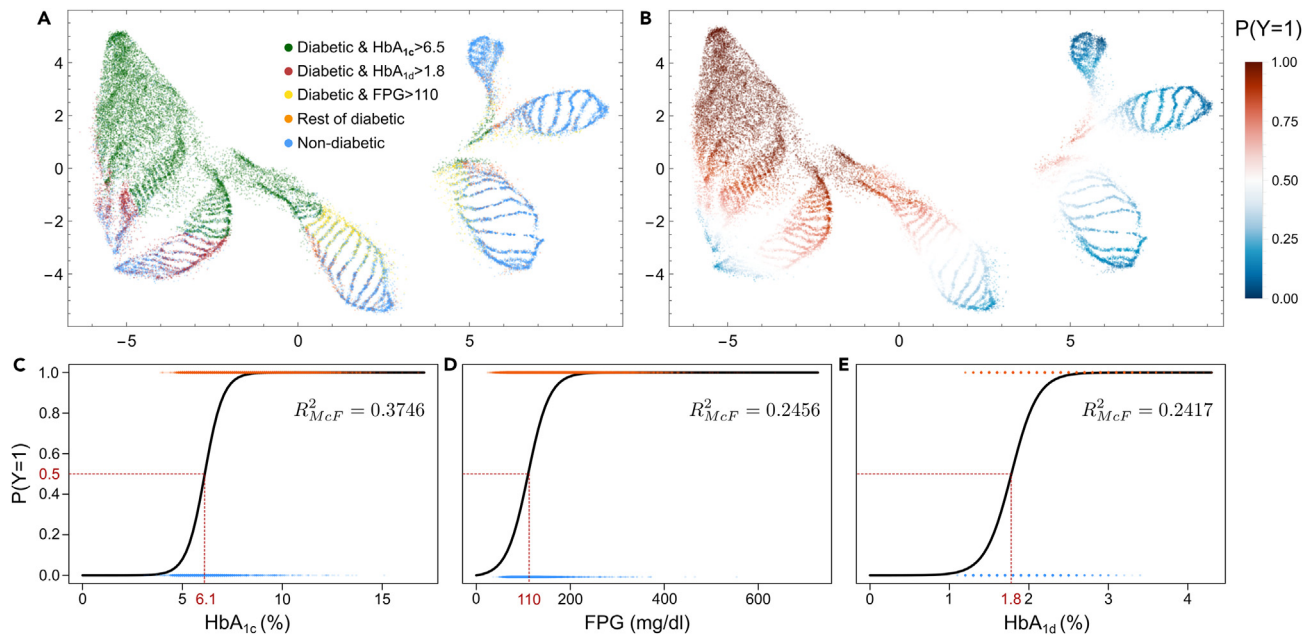 A
B
P(Y=1)
Diabetic & HbA1c>6.5
Diabetic & HbA1d>1.8
Diabetic & FPG>110
Rest of diabetic
Non-diabetic
4
2
0
−2
−4
−5
0
5
4
2
0
−2
−4
−5
0
5
1.00
0.75
0.50
0.25
0.00
C
D
E
R²McF = 0.3746
R²McF = 0.2456
R²McF = 0.2417
P(Y=1)
1.0
0.8
0.6
0.5
0.4
0.2
0.0
0 5 6.1 10 15
HbA1c (%)
0 110 200 400 600
FPG (mg/dl)
0 1 1.8 2 3 4
HbA1d (%)